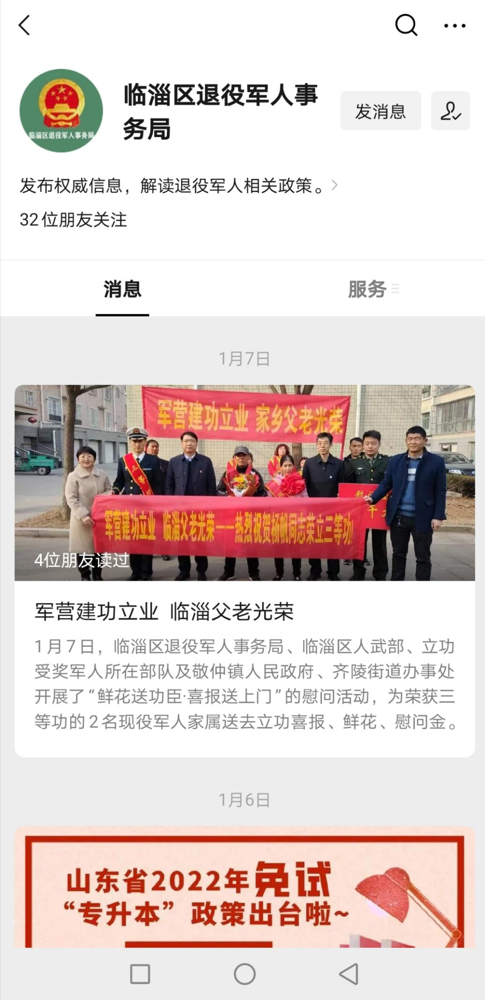 临淄区退役军人事
务局
发消息
临淄区退役军人事务局
发布权威信息，解读退役军人相关政策。
32位朋友关注
消息
服务
1月7日
军营建功立业 家乡父老光荣
三等功
军营建功立业 临淄父老光荣——热烈祝贺杨帆同志荣立三等功!
4位朋友读过
军营建功立业 临淄父老光荣
1月7日，临淄区退役军人事务局、临淄区人武部、立功
受奖军人所在部队及敬仲镇人民政府、齐陵街道办事处
开展了“鲜花送功臣·喜报送上门”的慰问活动，为荣获三
等功的2名现役军人家属送去立功喜报、鲜花、慰问金。
1月6日
山东省2022年免试
“专升本”政策出台啦~